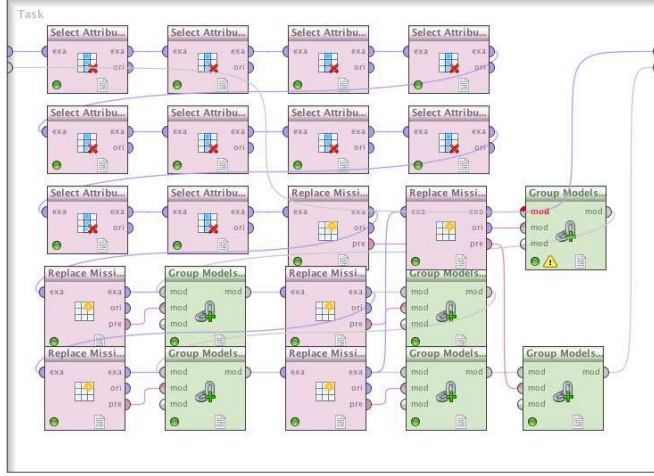 Task
Select Attribu... Select Attribu... Select Attribu... Select Attribu...
exa exa exa exa exa exa exa exa
ori ori ori ori
Select Attribu... Select Attribu... Select Attribu... Select Attribu...
exa exa exa exa exa exa exa exa
ori ori ori ori
Select Attribu... Select Attribu... Replace Missi... Replace Missi... Group Models...
exa exa exa exa exa exa exa exa mod mod
ori ori ori ori mod
pre pre mod
Replace Missi... Group Models... Replace Missi... Group Models...
exa exa mod mod exa exa mod mod
ori mod ori mod
pre mod pre mod
Replace Missi... Group Models... Replace Missi... Group Models... Group Models...
exa exa mod mod exa exa mod mod mod mod
ori mod ori mod mod
pre mod pre mod mod